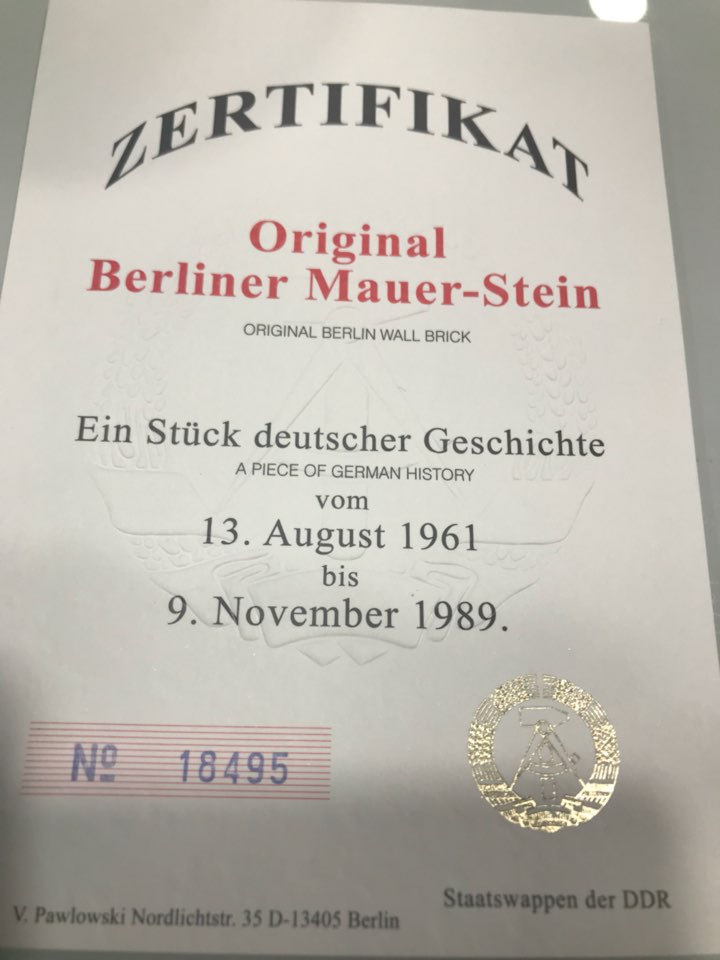 ZERTIFIKAT
Original
Berliner Mauer-Stein
ORIGINAL BERLIN WALL BRICK
Ein Stück deutscher Geschichte
A PIECE OF GERMAN HISTORY
vom
13. August 1961
bis
9. November 1989.
Nº 18495
Staatswappen der DDR
V. Pawlowski Nordlichtstr. 35 D-13405 Berlin